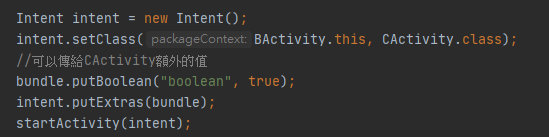 Intent intent = new Intent();
intent.setClass( packageContext: BActivity.this, CActivity.class);
//可以傳給CActivity額外的值
bundle.putBoolean("boolean", true);
intent.putExtras(bundle);
startActivity(intent);